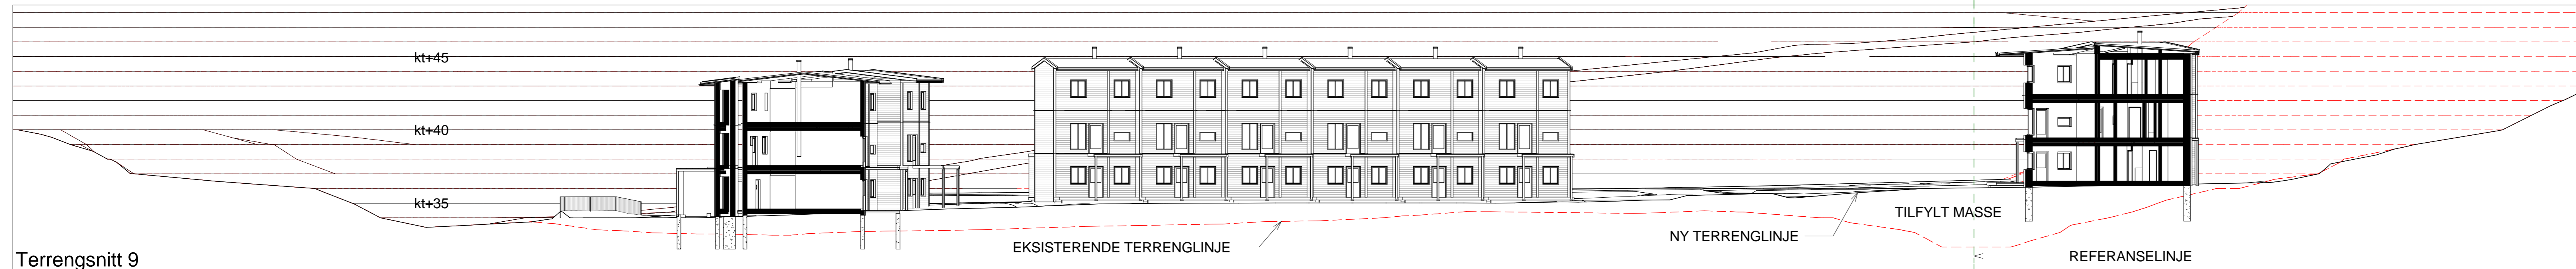 kt+45
kt+40
kt+35
TILFYLT MASSE
NY TERRENGLINJE
EKSISTERENDE TERRENGLINJE
REFERANSELINJE
Terrengsnitt 9